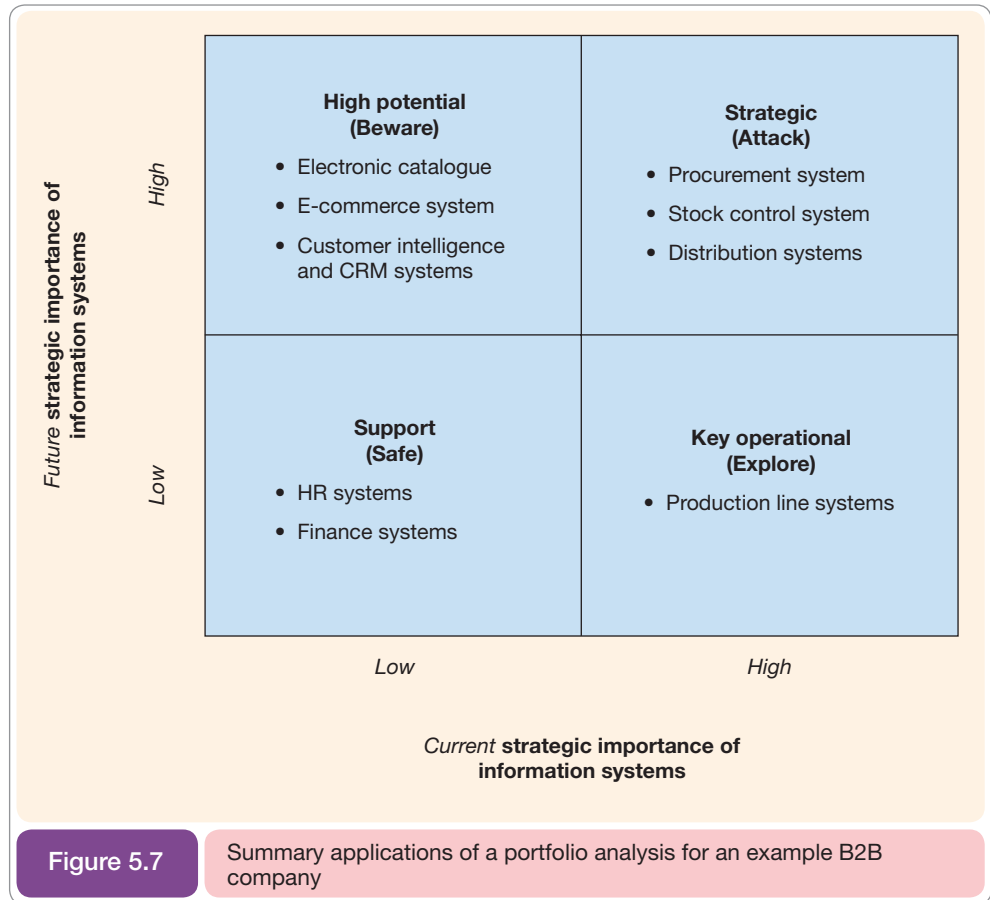 High potential
(Beware)
• Electronic catalogue
• E-commerce system
• Customer intelligence
and CRM systems
Strategic
(Attack)
• Procurement system
• Stock control system
• Distribution systems
Future strategic importance of
information systems
High
Low
Support
(Safe)
• HR systems
• Finance systems
Key operational
(Explore)
• Production line systems
Low
High
Current strategic importance of
information systems
Figure 5.7
Summary applications of a portfolio analysis for an example B2B
company